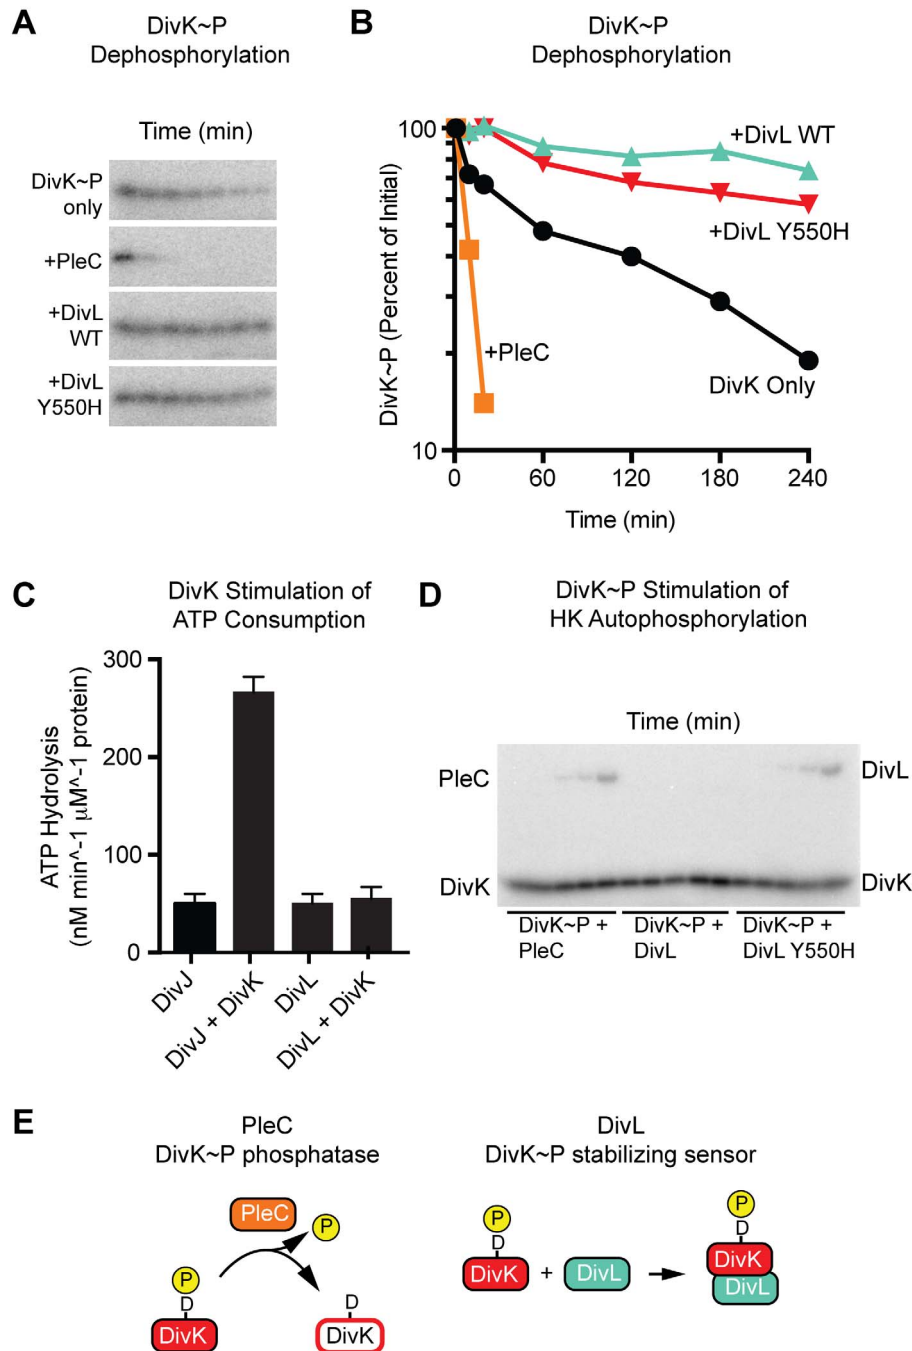 A
DivK~P
Dephosphorylation
Time (min)
DivK~P
only
+PleC
+DivL
WT
+DivL
Y550H
B
DivK~P
Dephosphorylation
DivK~P (Percent of Initial)
100
10
0
60
120
180
240
Time (min)
+DivL WT
+DivL Y550H
+PleC
DivK Only
C
DivK Stimulation of
ATP Consumption
ATP Hydrolysis
(nM min^-1 μM^-1 protein)
300
200
100
0
DivJ
DivJ + DivK
DivL
DivL + DivK
D
DivK~P Stimulation of
HK Autophosphorylation
Time (min)
PleC
DivL
DivK
DivK
DivK~P +
PleC
DivK~P +
DivL
DivK~P +
DivL Y550H
E
PleC
DivK~P phosphatase
PleC
P
P
D
DivK
D
DivK
DivL
DivK~P stabilizing sensor
P
D
DivK
+
DivL
P
D
DivK
DivL